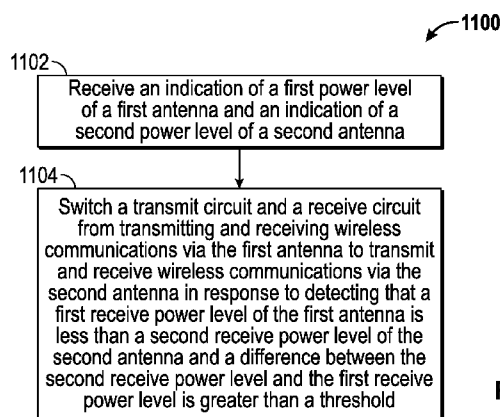 1100
1102
Receive an indication of a first power level
of a first antenna and an indication of a
second power level of a second antenna
1104
Switch a transmit circuit and a receive circuit
from transmitting and receiving wireless
communications via the first antenna to transmit
and receive wireless communications via the
second antenna in response to detecting that a
first receive power level of the first antenna is
less than a second receive power level of the
second antenna and a difference between the
second receive power level and the first receive
power level is greater than a threshold